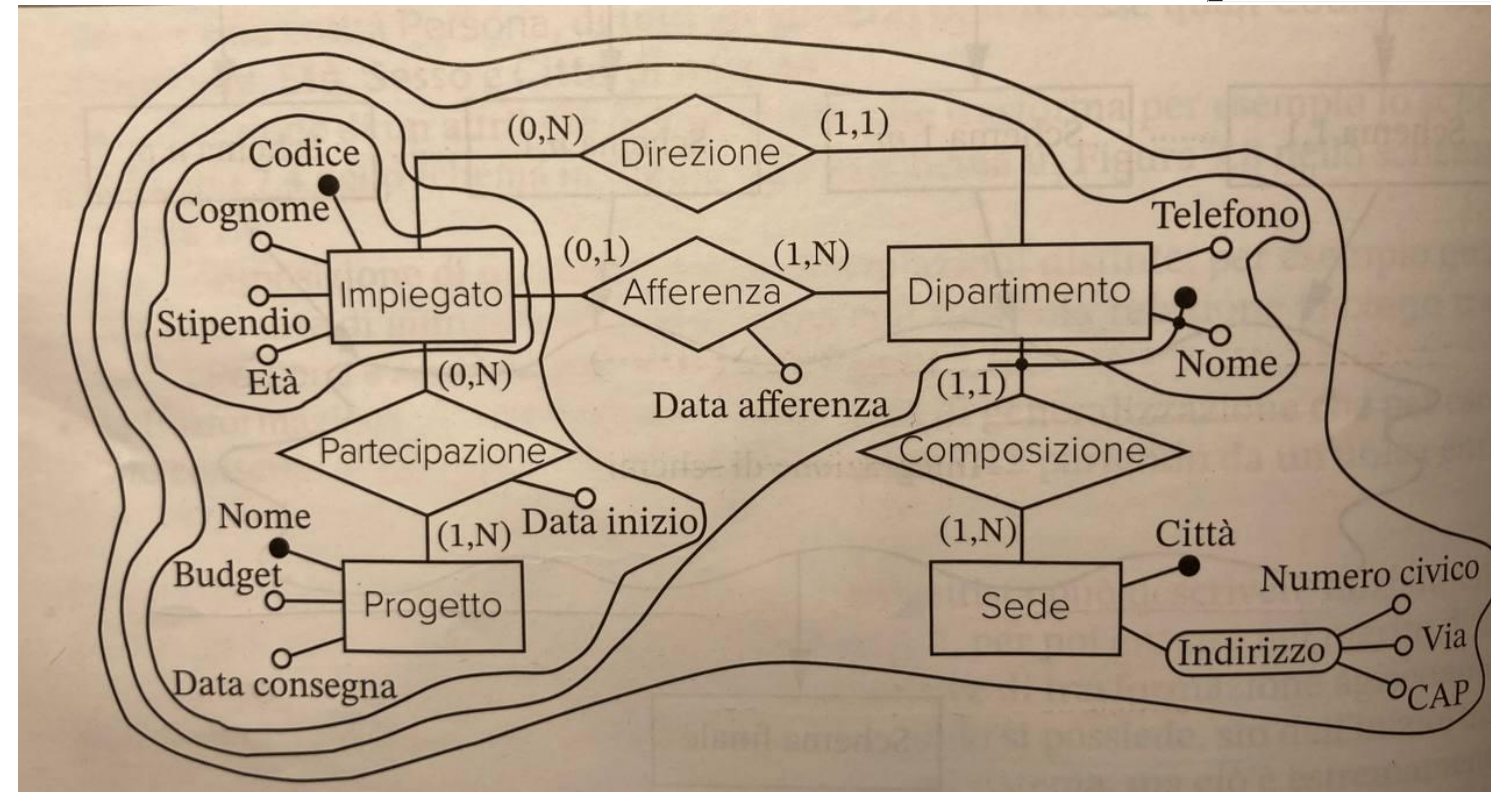 (0,N)
Direzione
(1,1)
Codice
Cognome
Telefono
(0,1)
(1,N)
Impiegato
Afferenza
Dipartimento
Stipendio
Età
(0,N)
Data afferenza
(1,1)
Nome
Partecipazione
Composizione
Nome
(1,N)
Data inizio
(1,N)
Città
Budget
Progetto
Sede
Numero civico
Indirizzo
Via
Data consegna
CAP